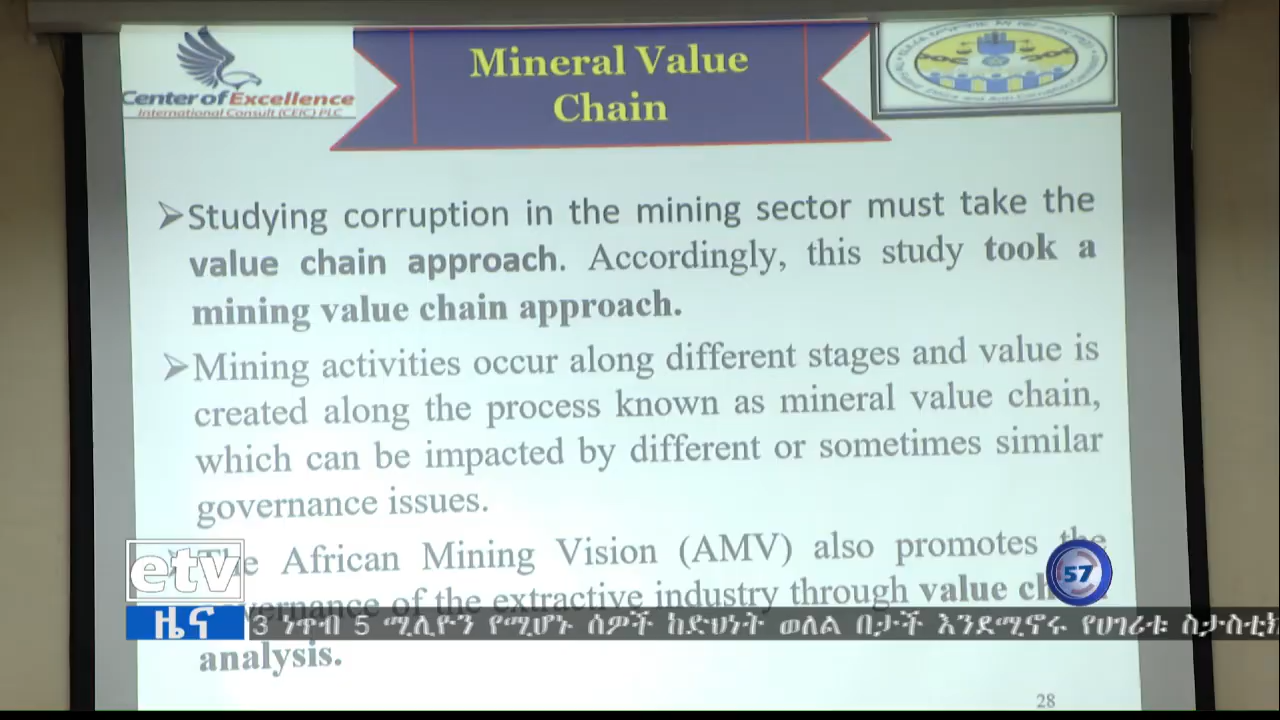 Center of Excellence
International Consult (CEIC) PLC
Mineral Value
Chain
➢Studying corruption in the mining sector must take the
value chain approach. Accordingly, this study took a
mining value chain approach.
➢Mining activities occur along different stages and value is
created along the process known as mineral value chain,
which can be impacted by different or sometimes similar
governance issues.
The African Mining Vision (AMV) also promotes the
governance of the extractive industry through value
analysis.
28
etv
57
ዜና
3 ነጥብ 5 ሚሊዮን የሚሆኑ ሰዎች ከድህነት ወለል በታች እንደሚኖሩ የሀገሪቱ ስታስቲክ